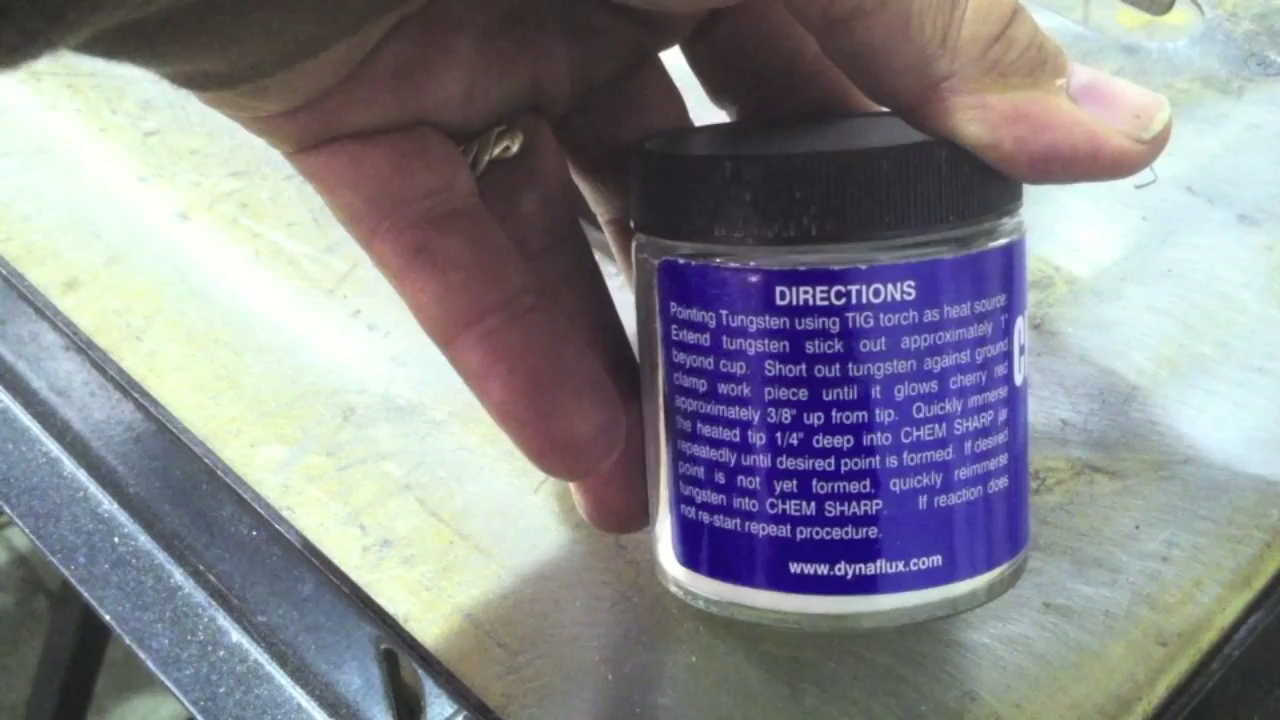 DIRECTIONS
Pointing Tungsten using TIG torch as heat source:
Extend tungsten stick out approximately 1"
beyond cup. Short out tungsten against ground
clamp work piece until it glows cherry red
approximately 3/8" up from tip. Quickly immerse
the heated tip 1/4" deep into CHEM SHARP jar
repeatedly until desired point is formed. If desired
point is not yet formed, quickly reimmerse
tungsten into CHEM SHARP. If reaction does
not re-start repeat procedure.
www.dynaflux.com